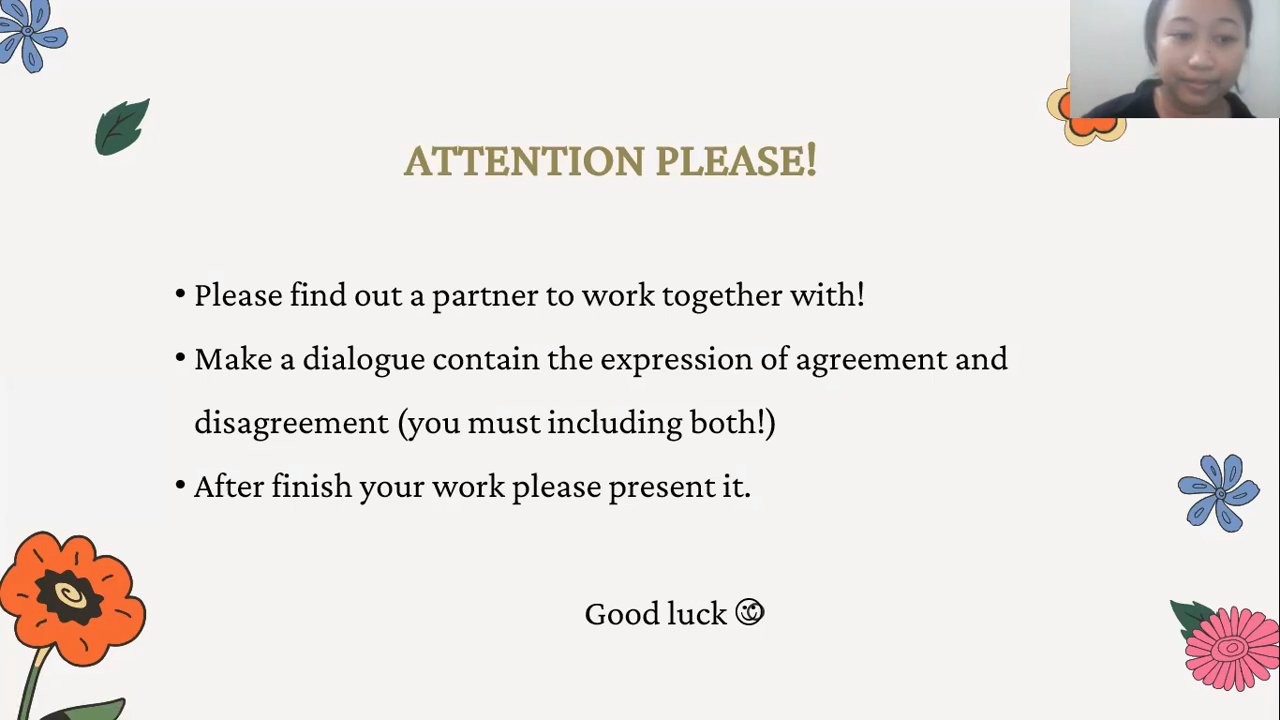 ATTENTION PLEASE!
• Please find out a partner to work together with!
• Make a dialogue contain the expression of agreement and
disagreement (you must including both!)
• After finish your work please present it.
Good luck